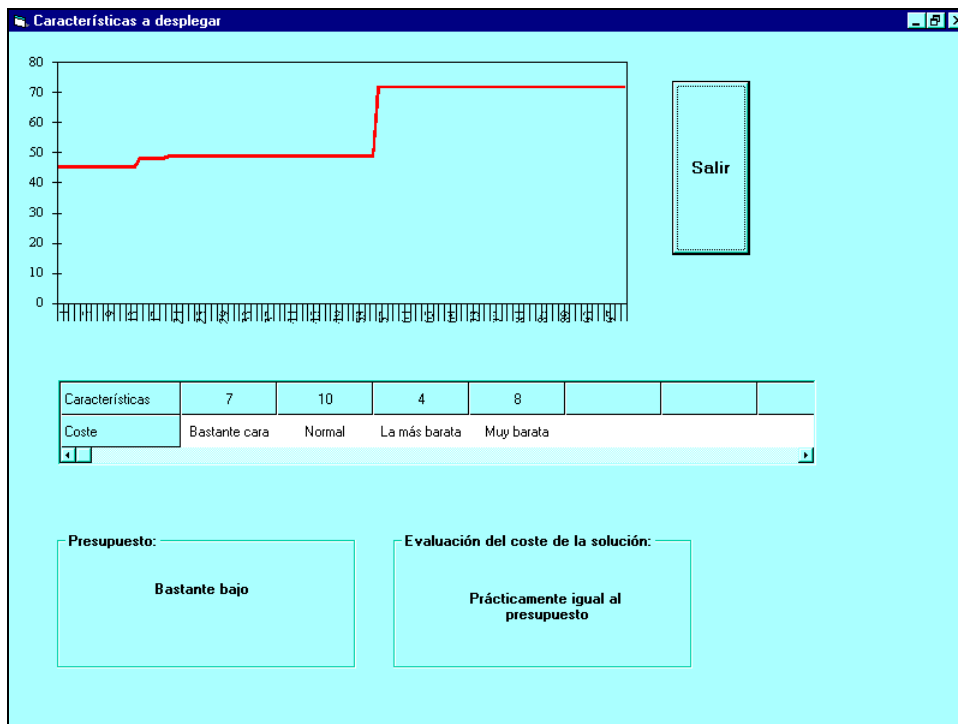 Características a desplegar
80
70
60
50
40
30
20
10
0
Salir
Características 7 10 4 8
Coste Bastante cara Normal La más barata Muy barata
Presupuesto:
Bastante bajo
Evaluación del coste de la solución:
Prácticamente igual al
presupuesto